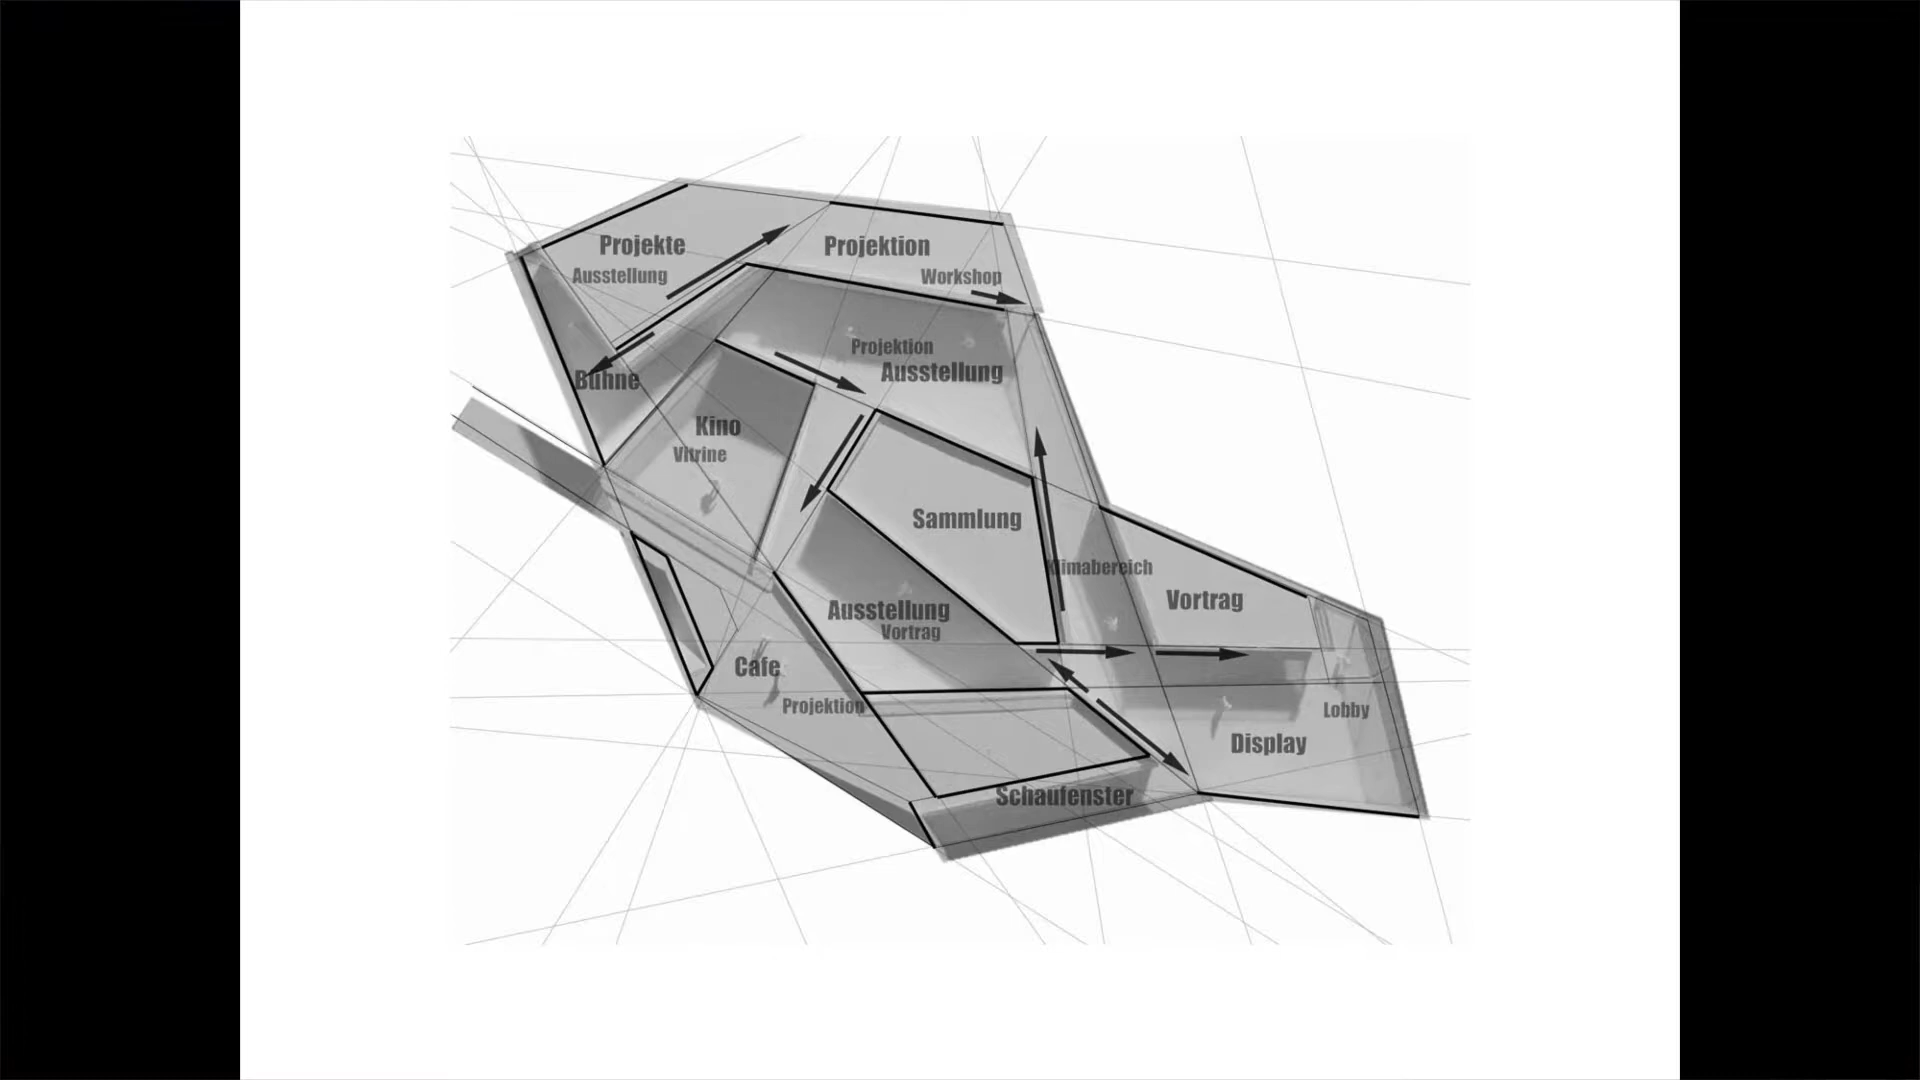 Projekte
Ausstellung
Projektion
Workshop
Projektion
Ausstellung
Bühne
Kino
Vitrine
Sammlung
Klimabereich
Vortrag
Ausstellung
Vortrag
Cafe
Projektion
Lobby
Display
Schaufenster